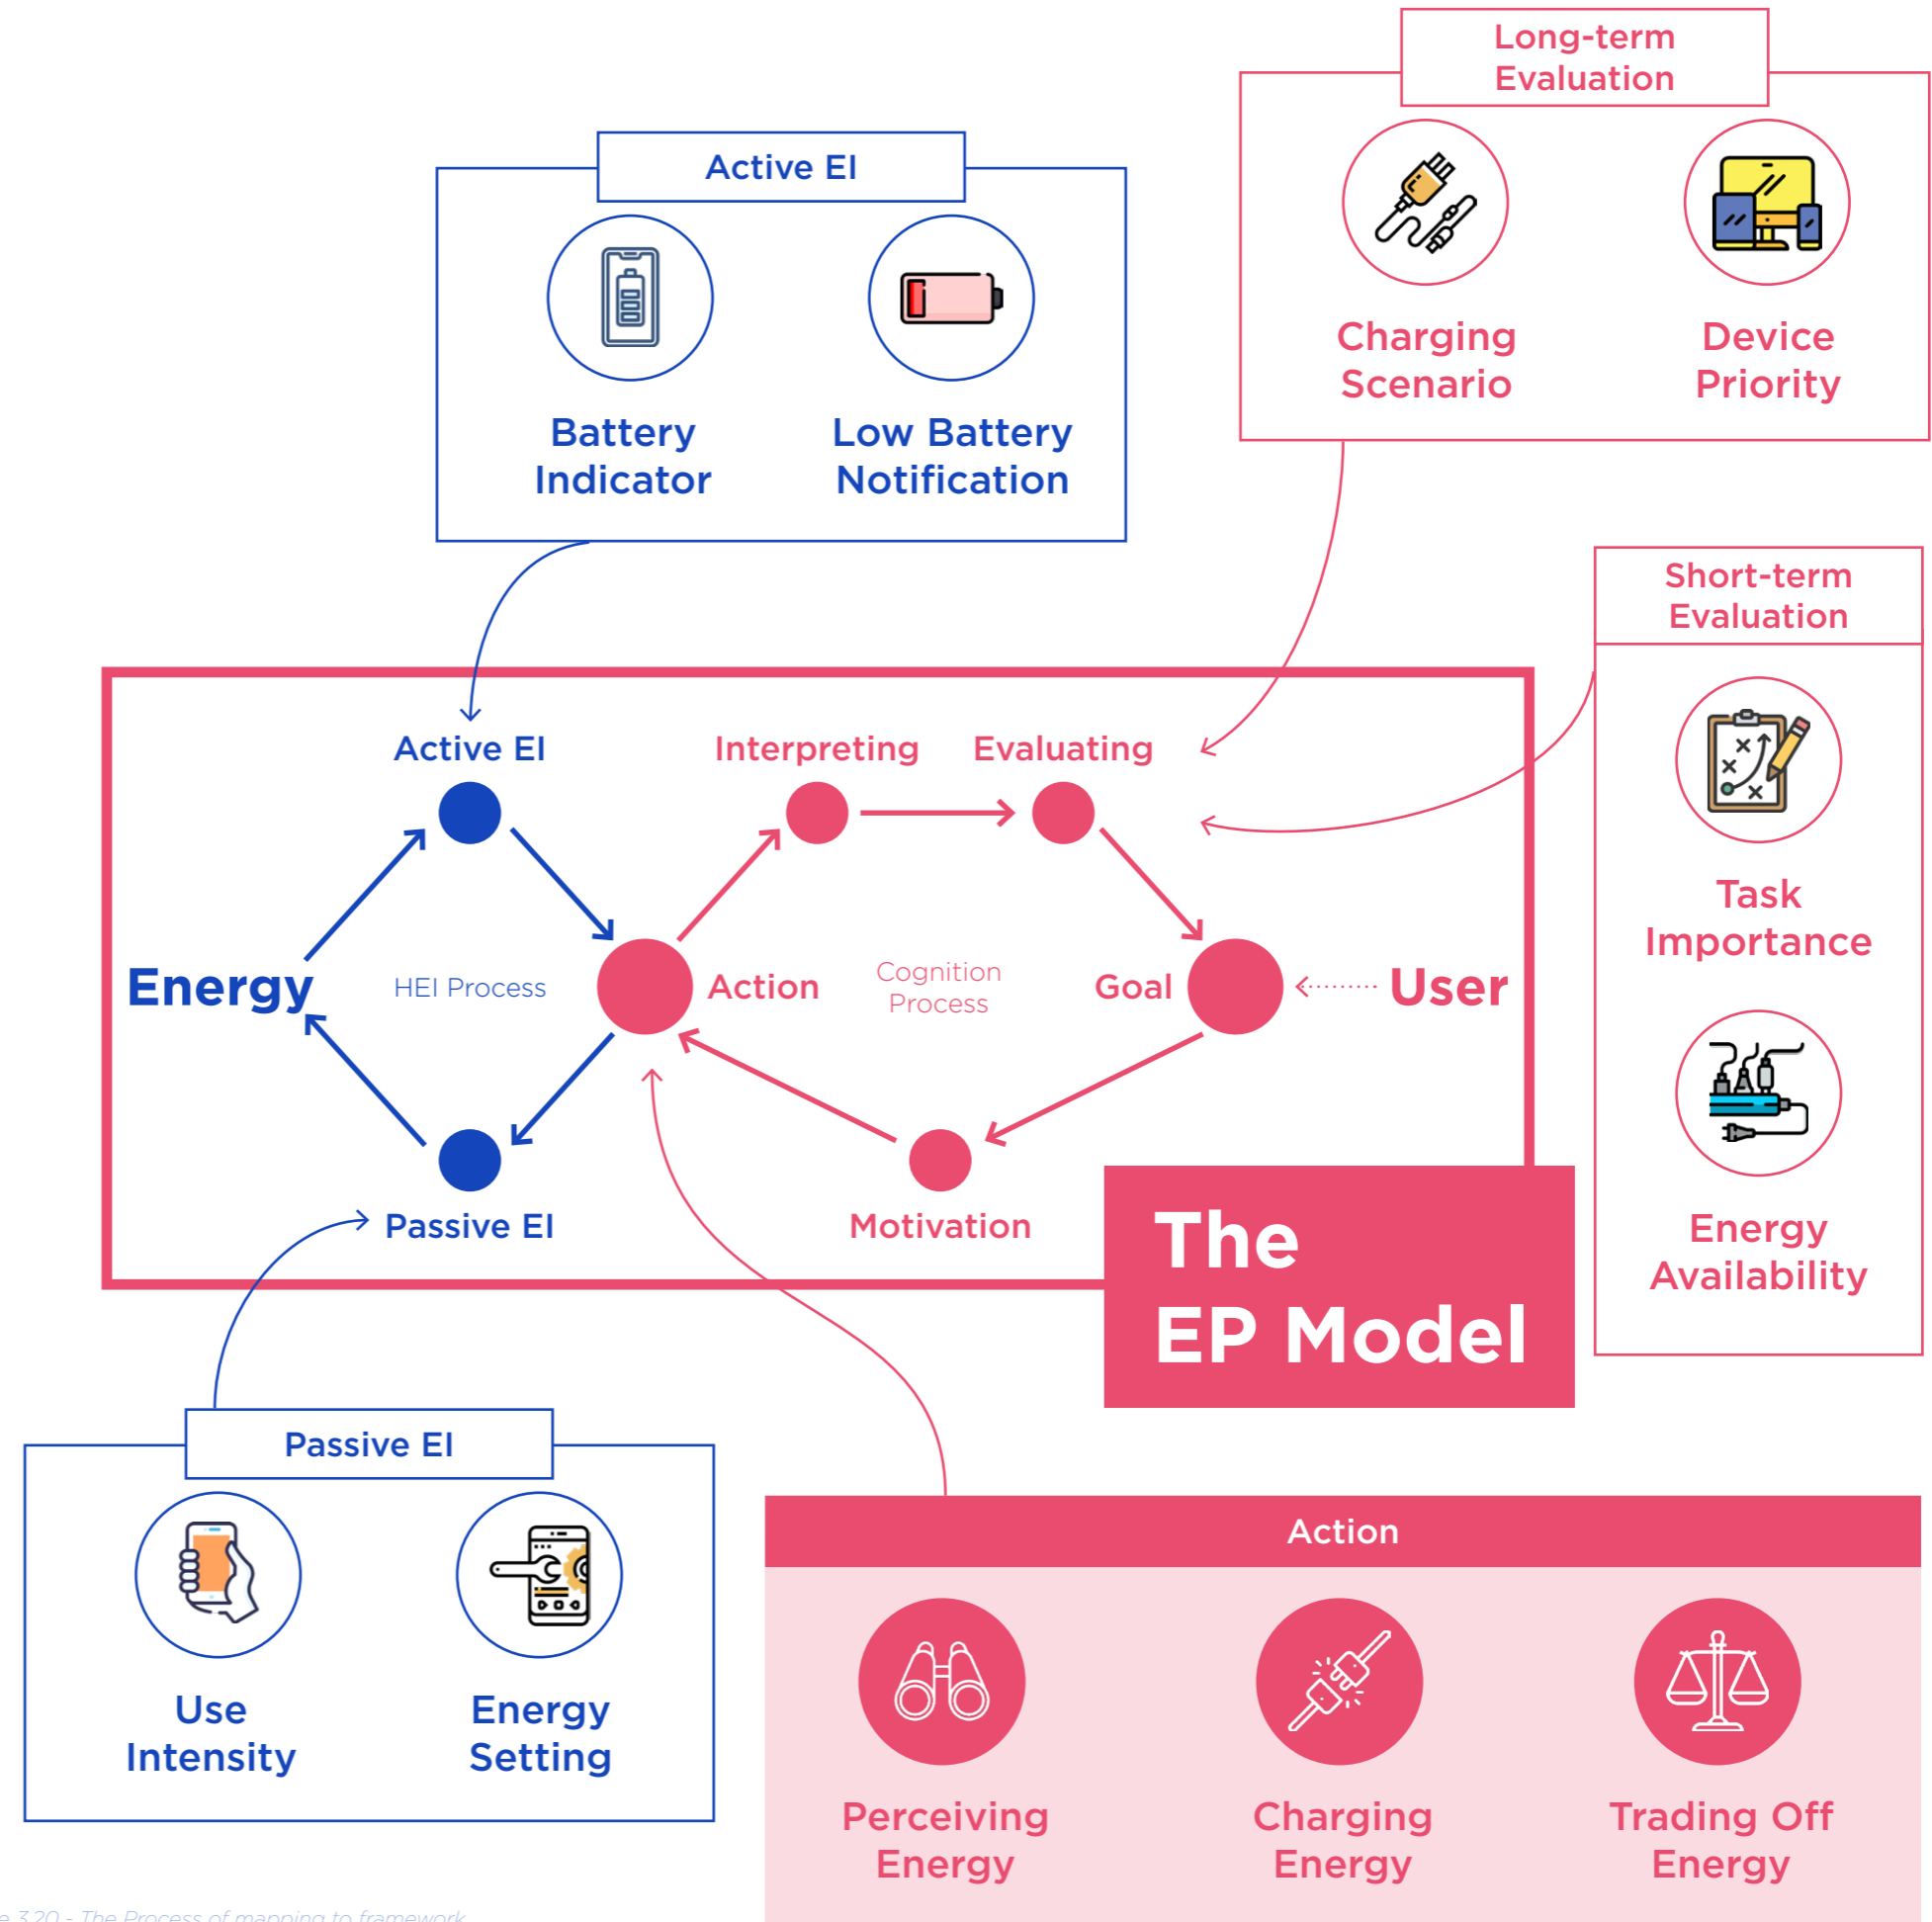 Long-term
Evaluation
Charging
Scenario
Device
Priority
Active EI
Battery
Indicator
Low Battery
Notification
Short-term
Evaluation
Task
Importance
Energy
Availability
Active EI
Interpreting
Evaluating
Energy
HEI Process
Action
Cognition
Process
Goal
User
Passive EI
Motivation
The
EP Model
Passive EI
Use
Intensity
Energy
Setting
Action
Perceiving
Energy
Charging
Energy
Trading Off
Energy
3.20 - The Process of mapping to framework